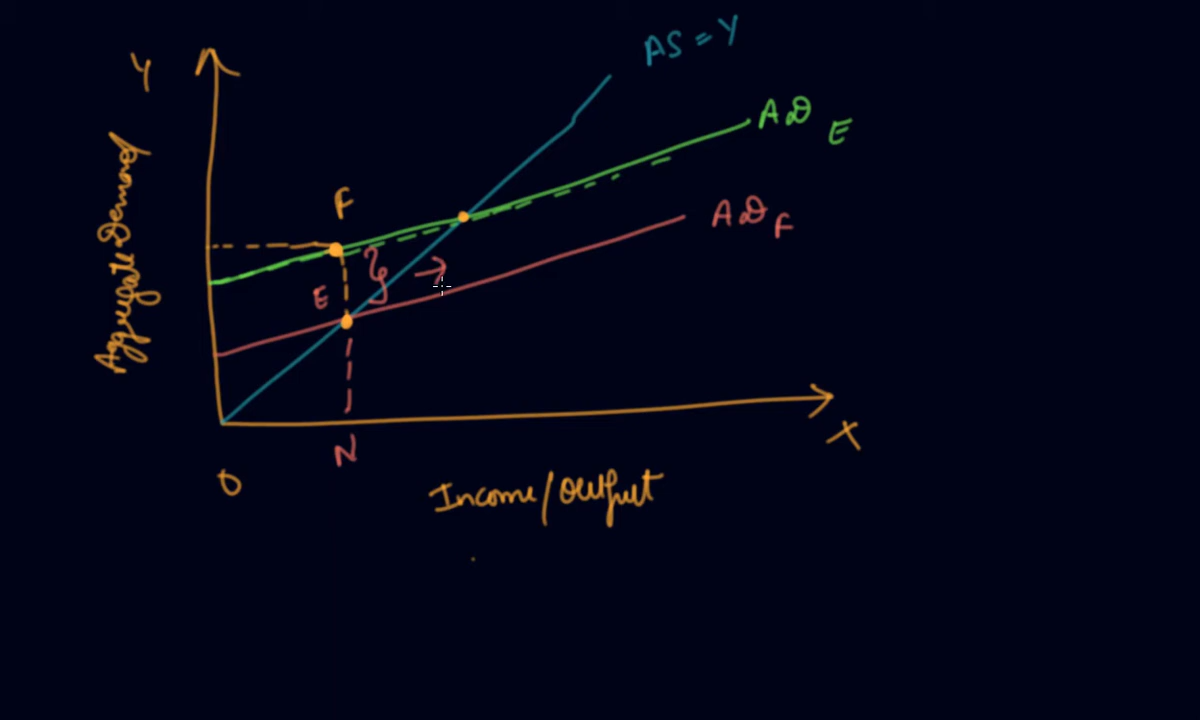 AS = Y
Y
AD E
F
AD F
Aggregate Demand
E
N
X
O
Income/Output